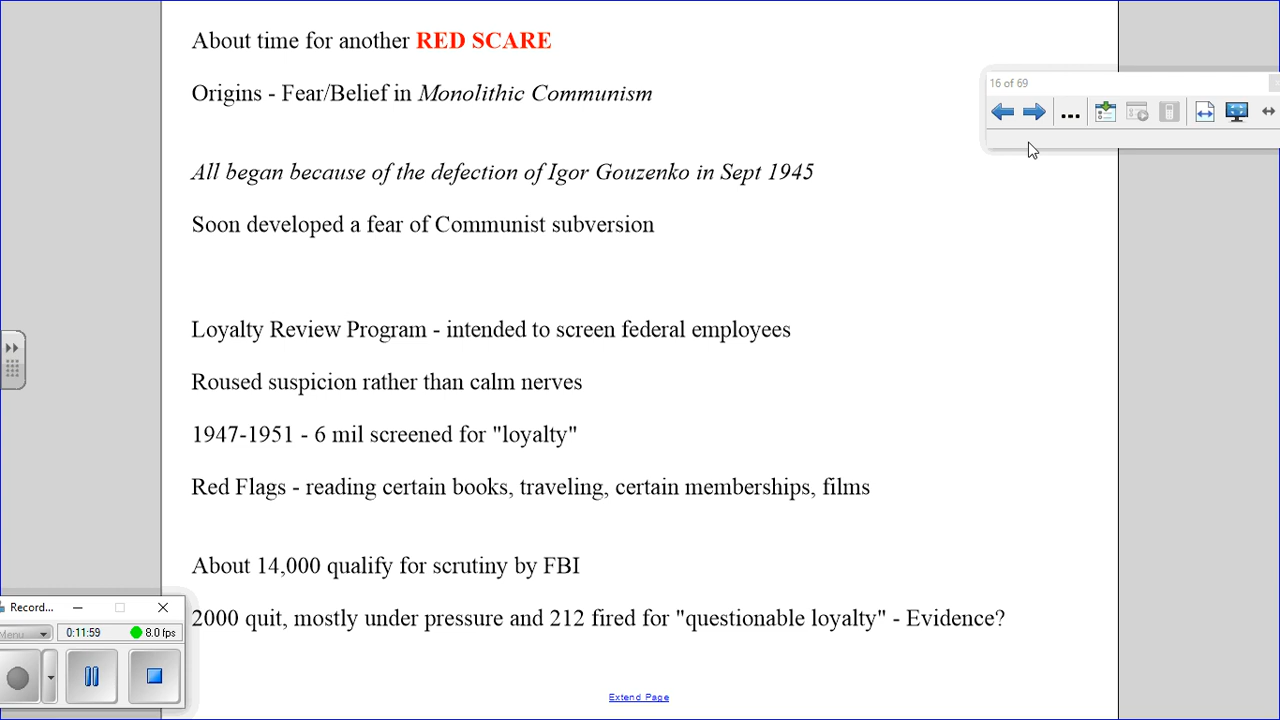 About time for another RED SCARE
16 of 69
Origins - Fear/Belief in Monolithic Communism
All began because of the defection of Igor Gouzenko in Sept 1945
Soon developed a fear of Communist subversion
Loyalty Review Program - intended to screen federal employees
Roused suspicion rather than calm nerves
1947-1951 - 6 mil screened for "loyalty"
Red Flags - reading certain books, traveling, certain memberships, films
About 14,000 qualify for scrutiny by FBI
Record...
2000 quit, mostly under pressure and 212 fired for "questionable loyalty" - Evidence?
Menu 0:11:59 8.0 fps
Extend Page